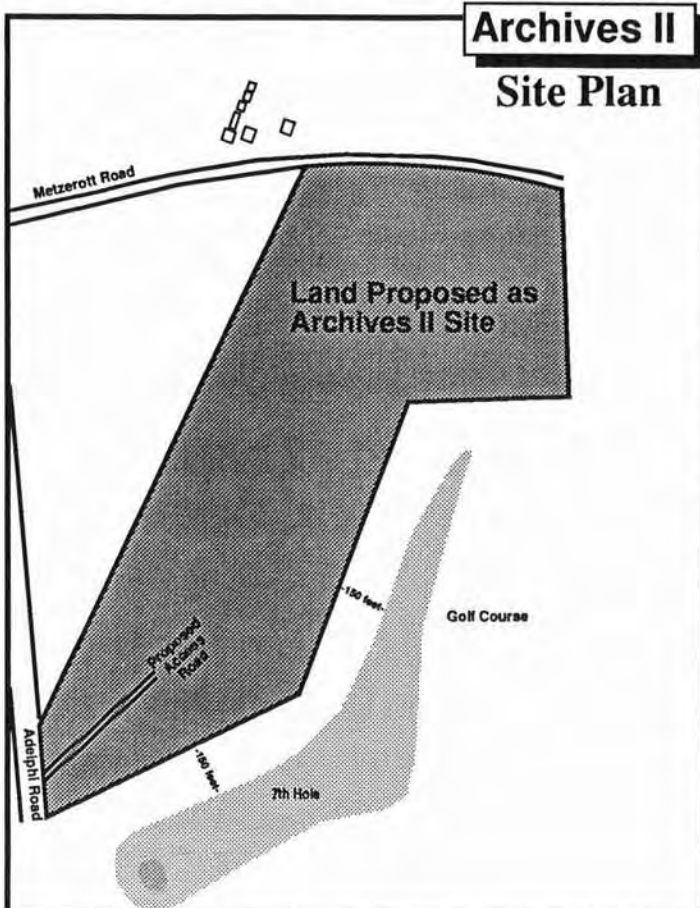 Archives II
Site Plan
Metzerott Road
Land Proposed as
Archives II Site
-150 feet-
Golf Course
Proposed
Access
Road
Adelphi Road
-150 feet-
7th Hole